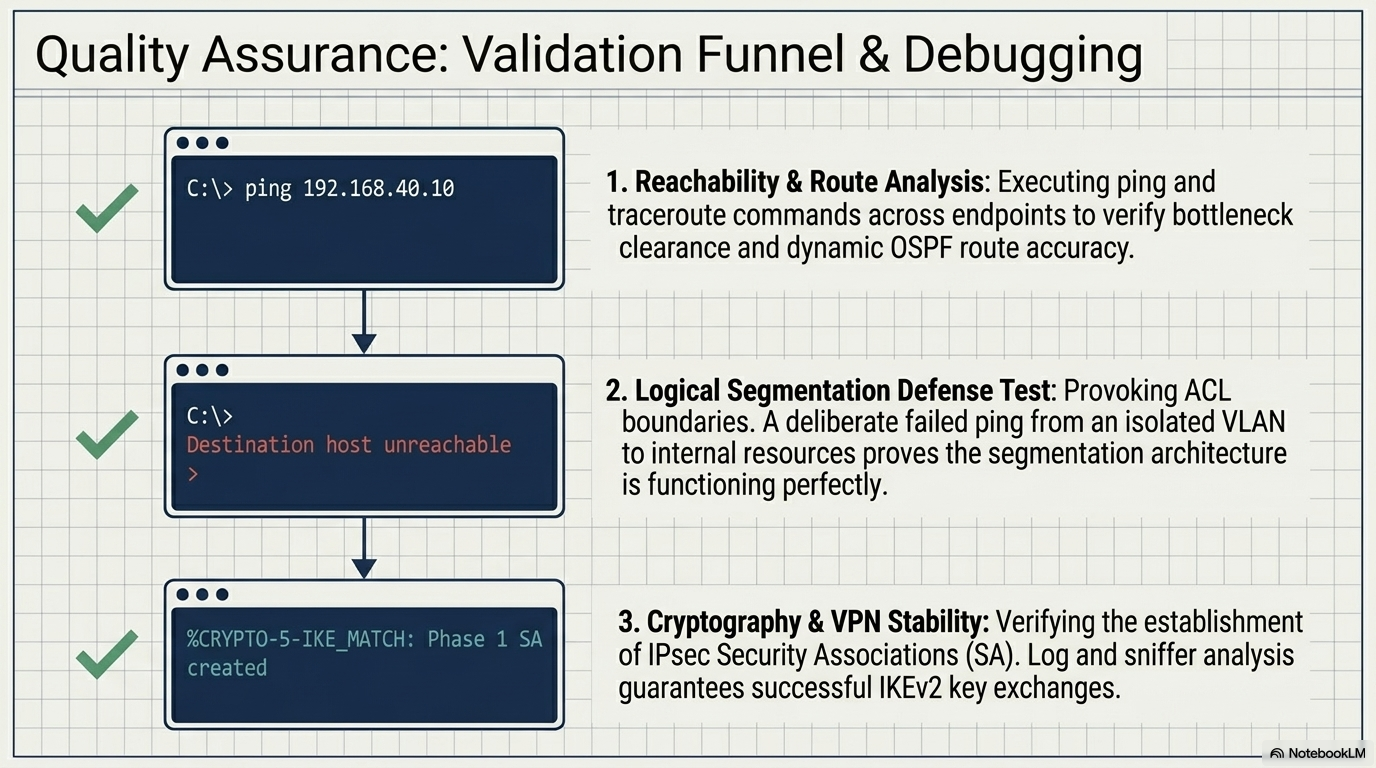 Quality Assurance: Validation Funnel & Debugging
C:\> ping 192.168.40.10
1. Reachability & Route Analysis: Executing ping and
traceroute commands across endpoints to verify bottleneck
clearance and dynamic OSPF route accuracy.
C:\>
Destination host unreachable
>
2. Logical Segmentation Defense Test: Provoking ACL
boundaries. A deliberate failed ping from an isolated VLAN
to internal resources proves the segmentation architecture
is functioning perfectly.
%CRYPTO-5-IKE_MATCH: Phase 1 SA
created
3. Cryptography & VPN Stability: Verifying the establishment
of IPsec Security Associations (SA). Log and sniffer analysis
guarantees successful IKEv2 key exchanges.
NotebookLM